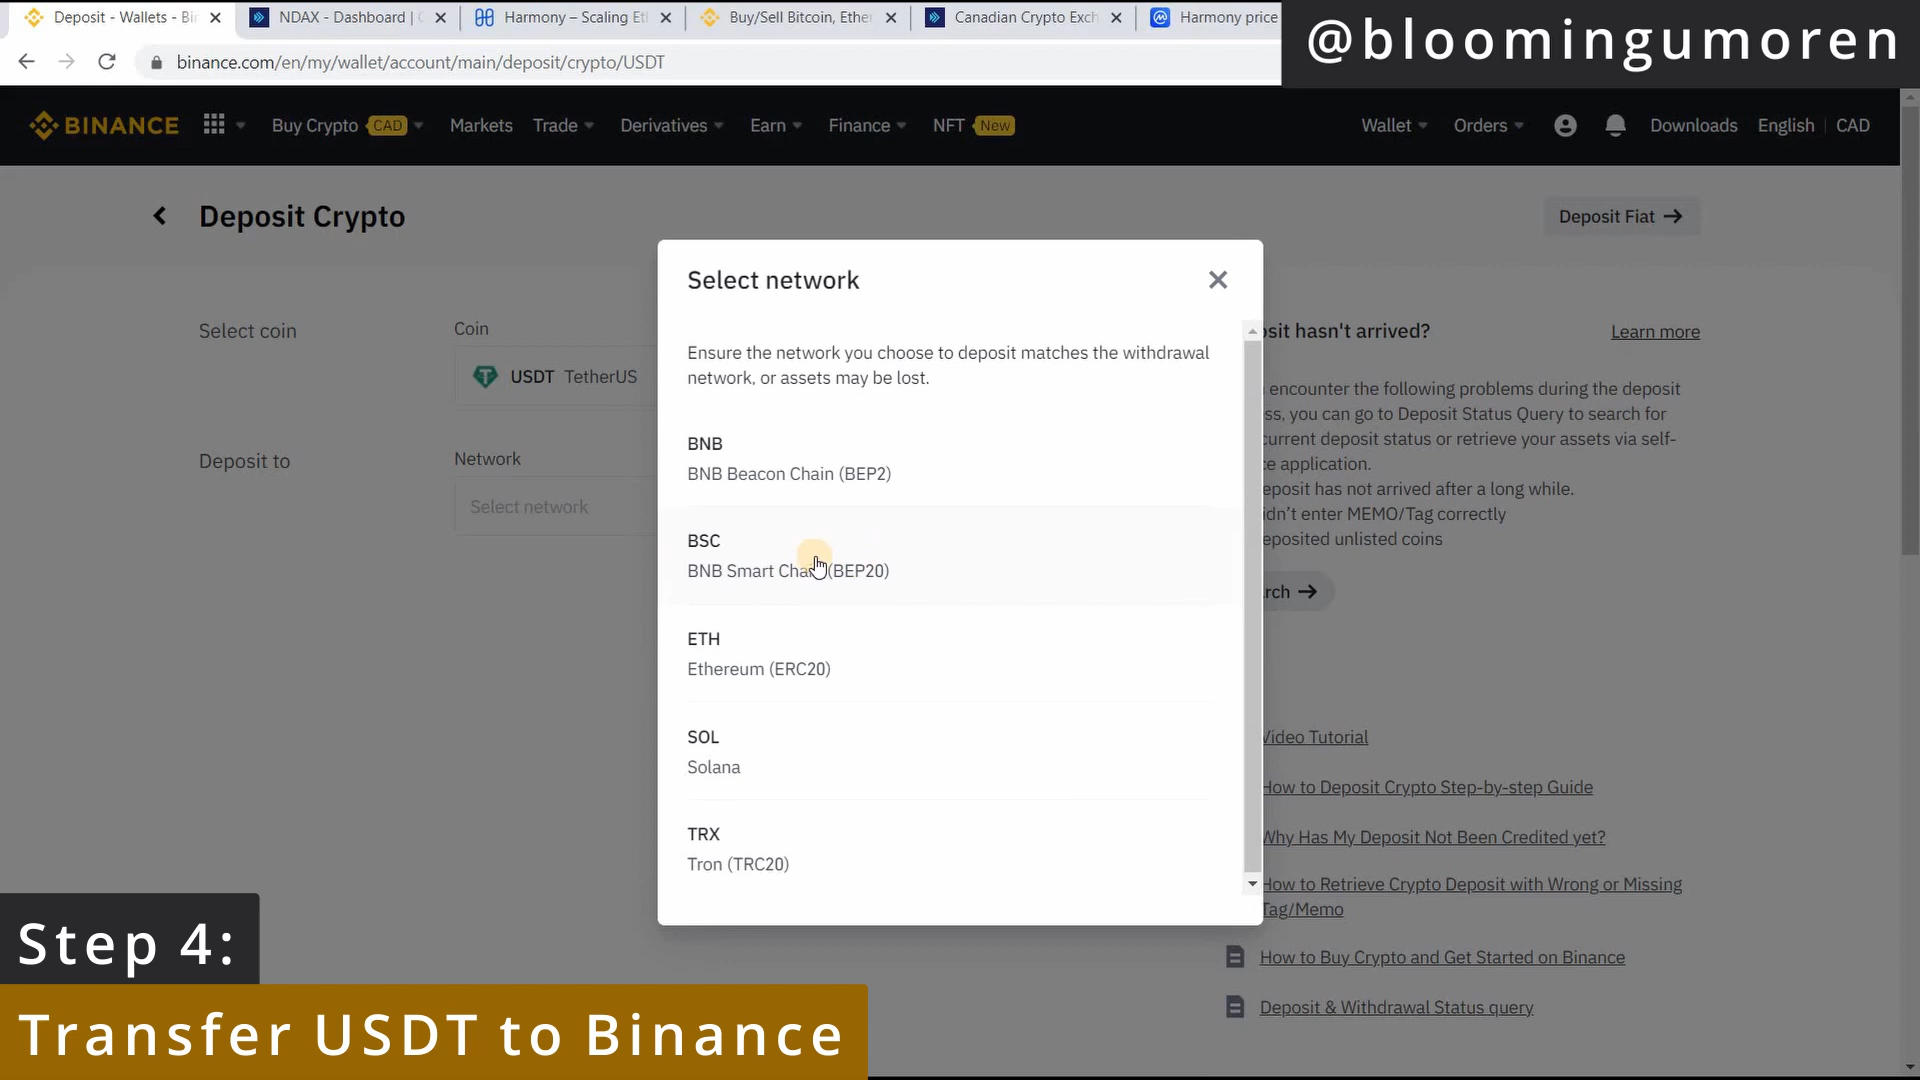 Deposit - Wallets - Bi
NDAX - Dashboard |
Harmony – Scaling Et
Buy/Sell Bitcoin, Ether
Canadian Crypto Exch
Harmony price
@bloomingumoren
binance.com/en/my/wallet/account/main/deposit/crypto/USDT
BINANCE
Buy Crypto CAD
Markets
Trade
Derivatives
Earn
Finance
NFT New
Wallet
Orders
Downloads
English
CAD
Deposit Crypto
Deposit Fiat
Select coin
Coin
USDT TetherUS
Deposit to
Network
Select network
Select network
Ensure the network you choose to deposit matches the withdrawal
network, or assets may be lost.
BNB
BNB Beacon Chain (BEP2)
BSC
BNB Smart Chain (BEP20)
ETH
Ethereum (ERC20)
SOL
Solana
TRX
Tron (TRC20)
sit hasn't arrived?
Learn more
encounter the following problems during the deposit
ss, you can go to Deposit Status Query to search for
current deposit status or retrieve your assets via self-
ce application.
eposit has not arrived after a long while.
idn't enter MEMO/Tag correctly
eposited unlisted coins
rch
Video Tutorial
How to Deposit Crypto Step-by-step Guide
Why Has My Deposit Not Been Credited yet?
How to Retrieve Crypto Deposit with Wrong or Missing
Tag/Memo
How to Buy Crypto and Get Started on Binance
Deposit & Withdrawal Status query
Step 4:
Transfer USDT to Binance